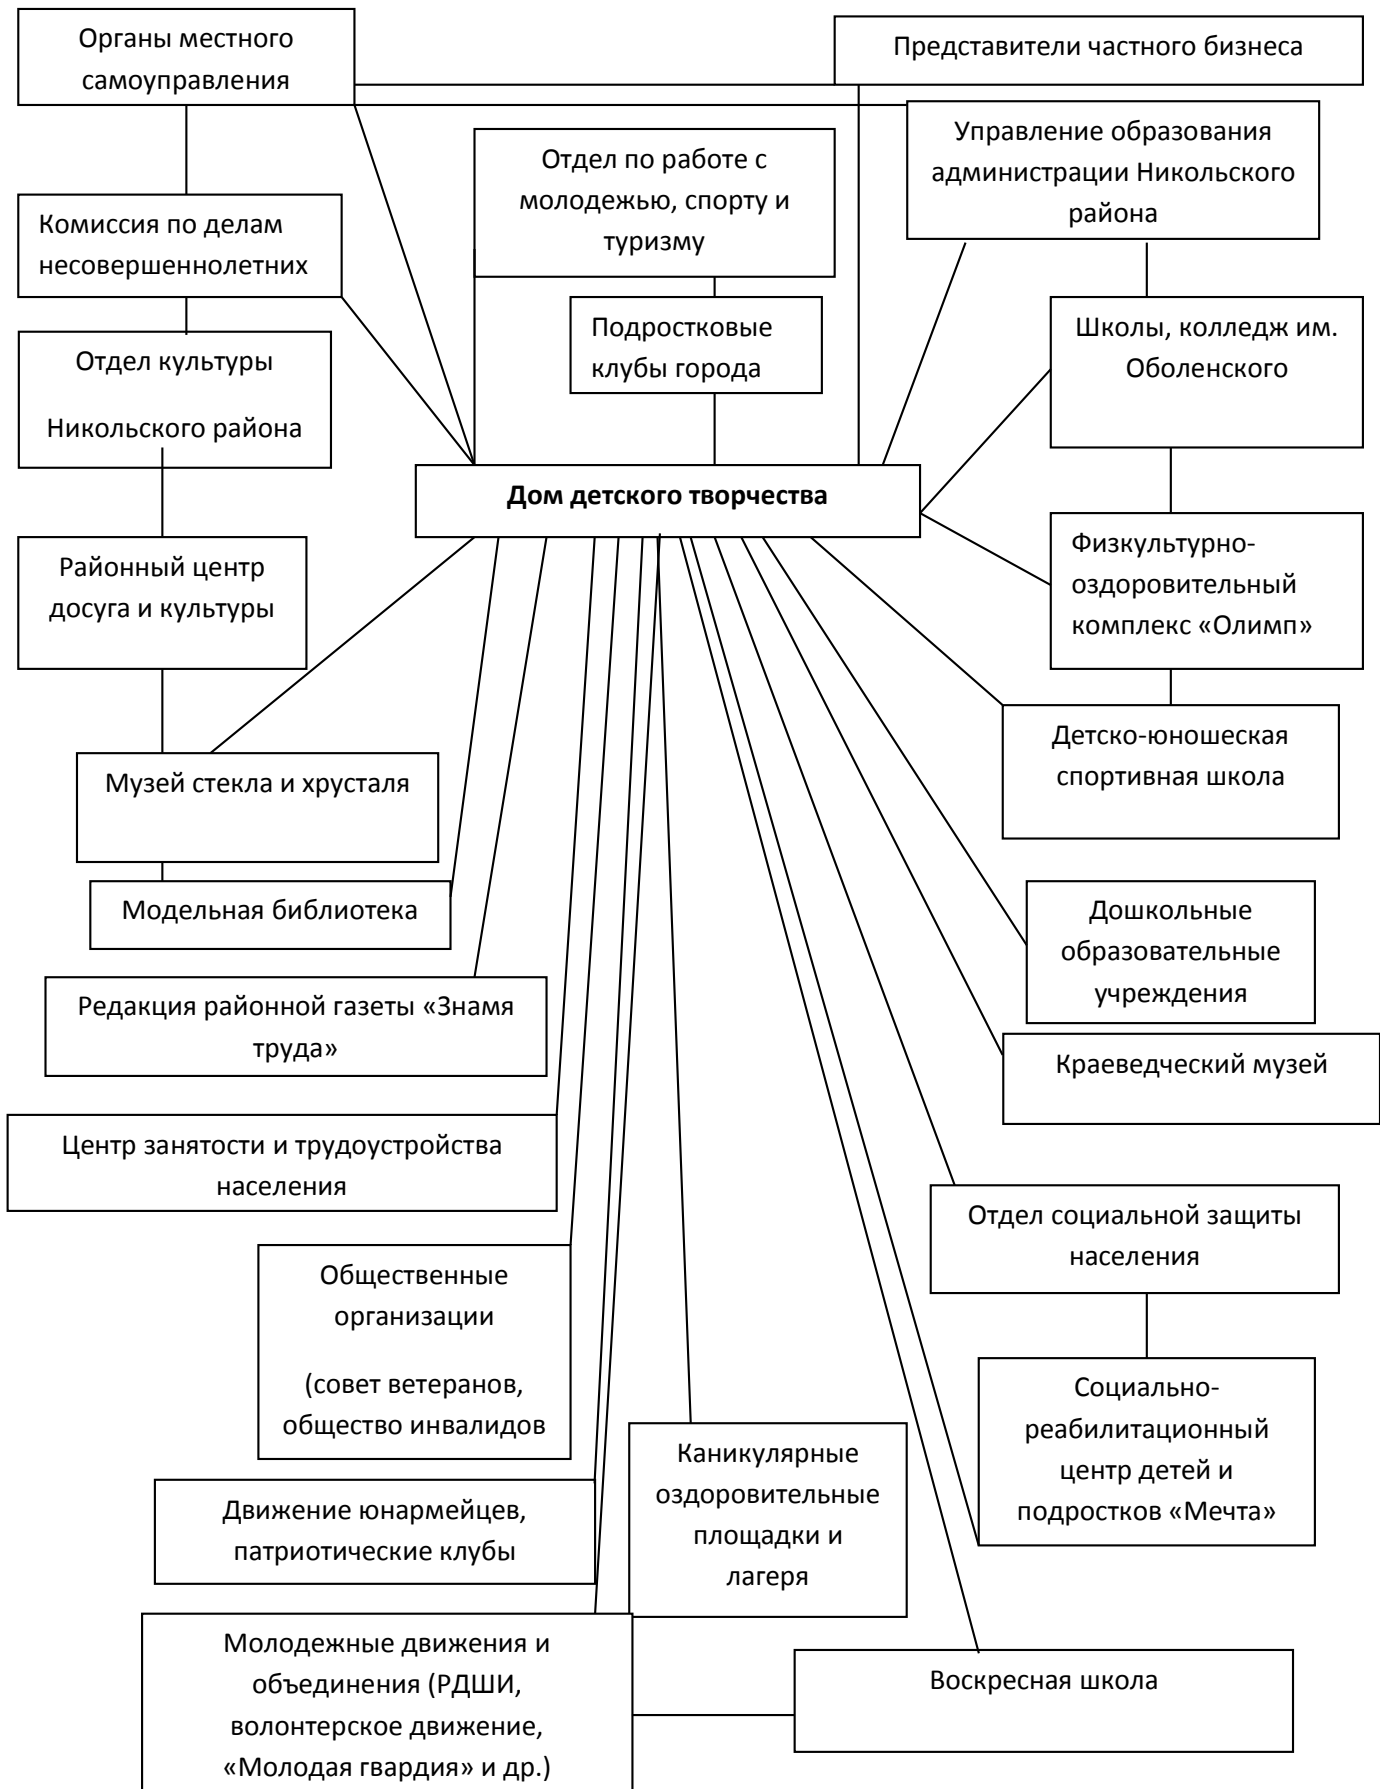 Органы местного
самоуправления
Представители частного бизнеса
Отдел по работе с
молодежью, спорту и
туризму
Управление образования
администрации Никольского
района
Комиссия по делам
несовершеннолетних
Подростковые
клубы города
Школы, колледж им.
Оболенского
Отдел культуры
Никольского района
Дом детского творчества
Районный центр
досуга и культуры
Физкультурно-
оздоровительный
комплекс «Олимп»
Музей стекла и хрусталя
Детско-юношеская
спортивная школа
Модельная библиотека
Дошкольные
образовательные
учреждения
Редакция районной газеты «Знамя
труда»
Краеведческий музей
Центр занятости и трудоустройства
населения
Отдел социальной защиты
населения
Общественные
организации
(совет ветеранов,
общество инвалидов
Социально-
реабилитационный
центр детей и
подростков «Мечта»
Каникулярные
оздоровительные
площадки и
лагеря
Движение юнармейцев,
патриотические клубы
Молодежные движения и
объединения (РДШИ,
волонтерское движение,
«Молодая гвардия» и др.)
Воскресная школа